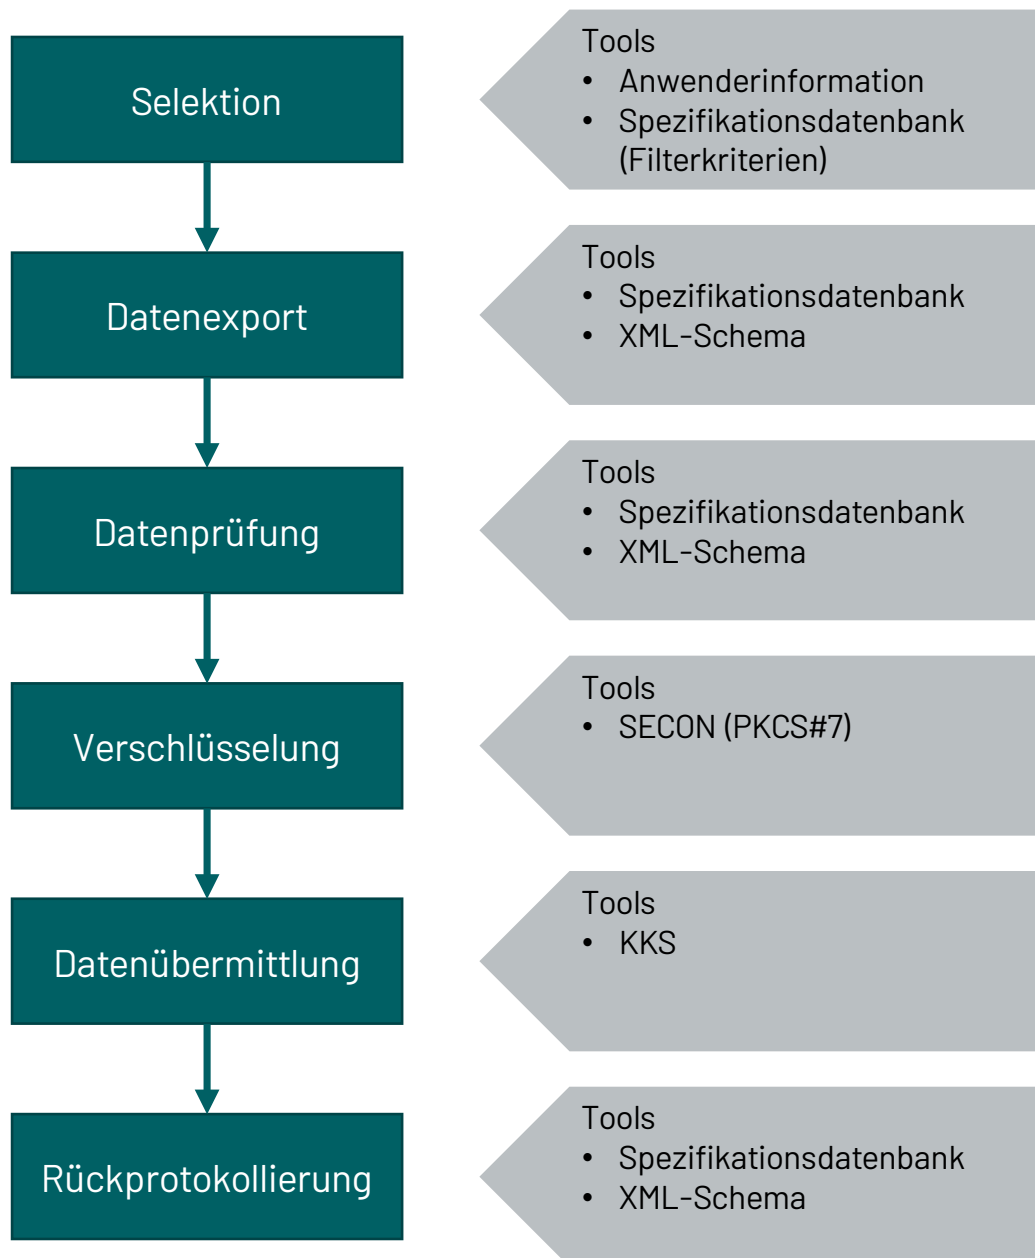 Selektion
Tools
• Anwenderinformation
• Spezifikationsdatenbank
(Filterkriterien)
Datenexport
Tools
• Spezifikationsdatenbank
• XML-Schema
Datenprüfung
Tools
• Spezifikationsdatenbank
• XML-Schema
Verschlüsselung
Tools
• SECON (PKCS#7)
Datenübermittlung
Tools
• KKS
Rückprotokollierung
Tools
• Spezifikationsdatenbank
• XML-Schema